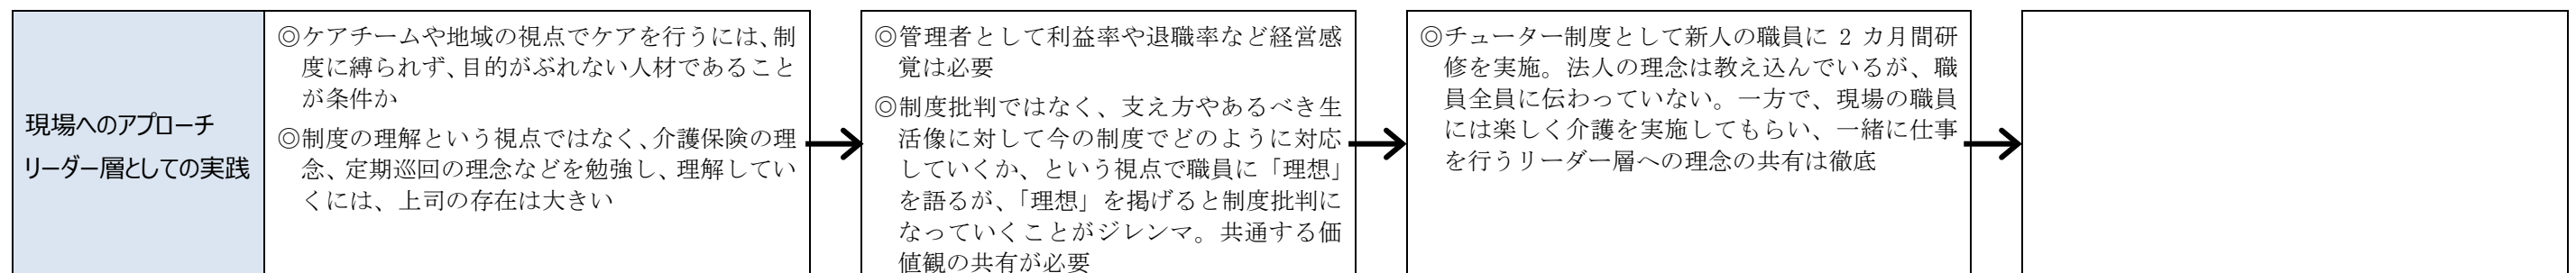 現場へのアプローチ
リーダー層としての実践
◎ケアチームや地域の視点でケアを行うには、制
度に縛られず、目的がぶれない人材であること
が条件か
◎制度の理解という視点ではなく、介護保険の理
念、定期巡回の理念などを勉強し、理解してい
くには、上司の存在は大きい
◎管理者として利益率や退職率など経営感
覚は必要
◎制度批判ではなく、支え方やあるべき生
活像に対して今の制度でどのように対応
していくか、という視点で職員に「理想」
を語るが、「理想」を掲げると制度批判に
なっていくことがジレンマ。共通する価
値観の共有が必要
◎チューター制度として新人の職員に 2 カ月間研
修を実施。法人の理念は教え込んでいるが、職
員全員に伝わっていない。一方で、現場の職員
には楽しく介護を実施してもらい、一緒に仕事
を行うリーダー層への理念の共有は徹底